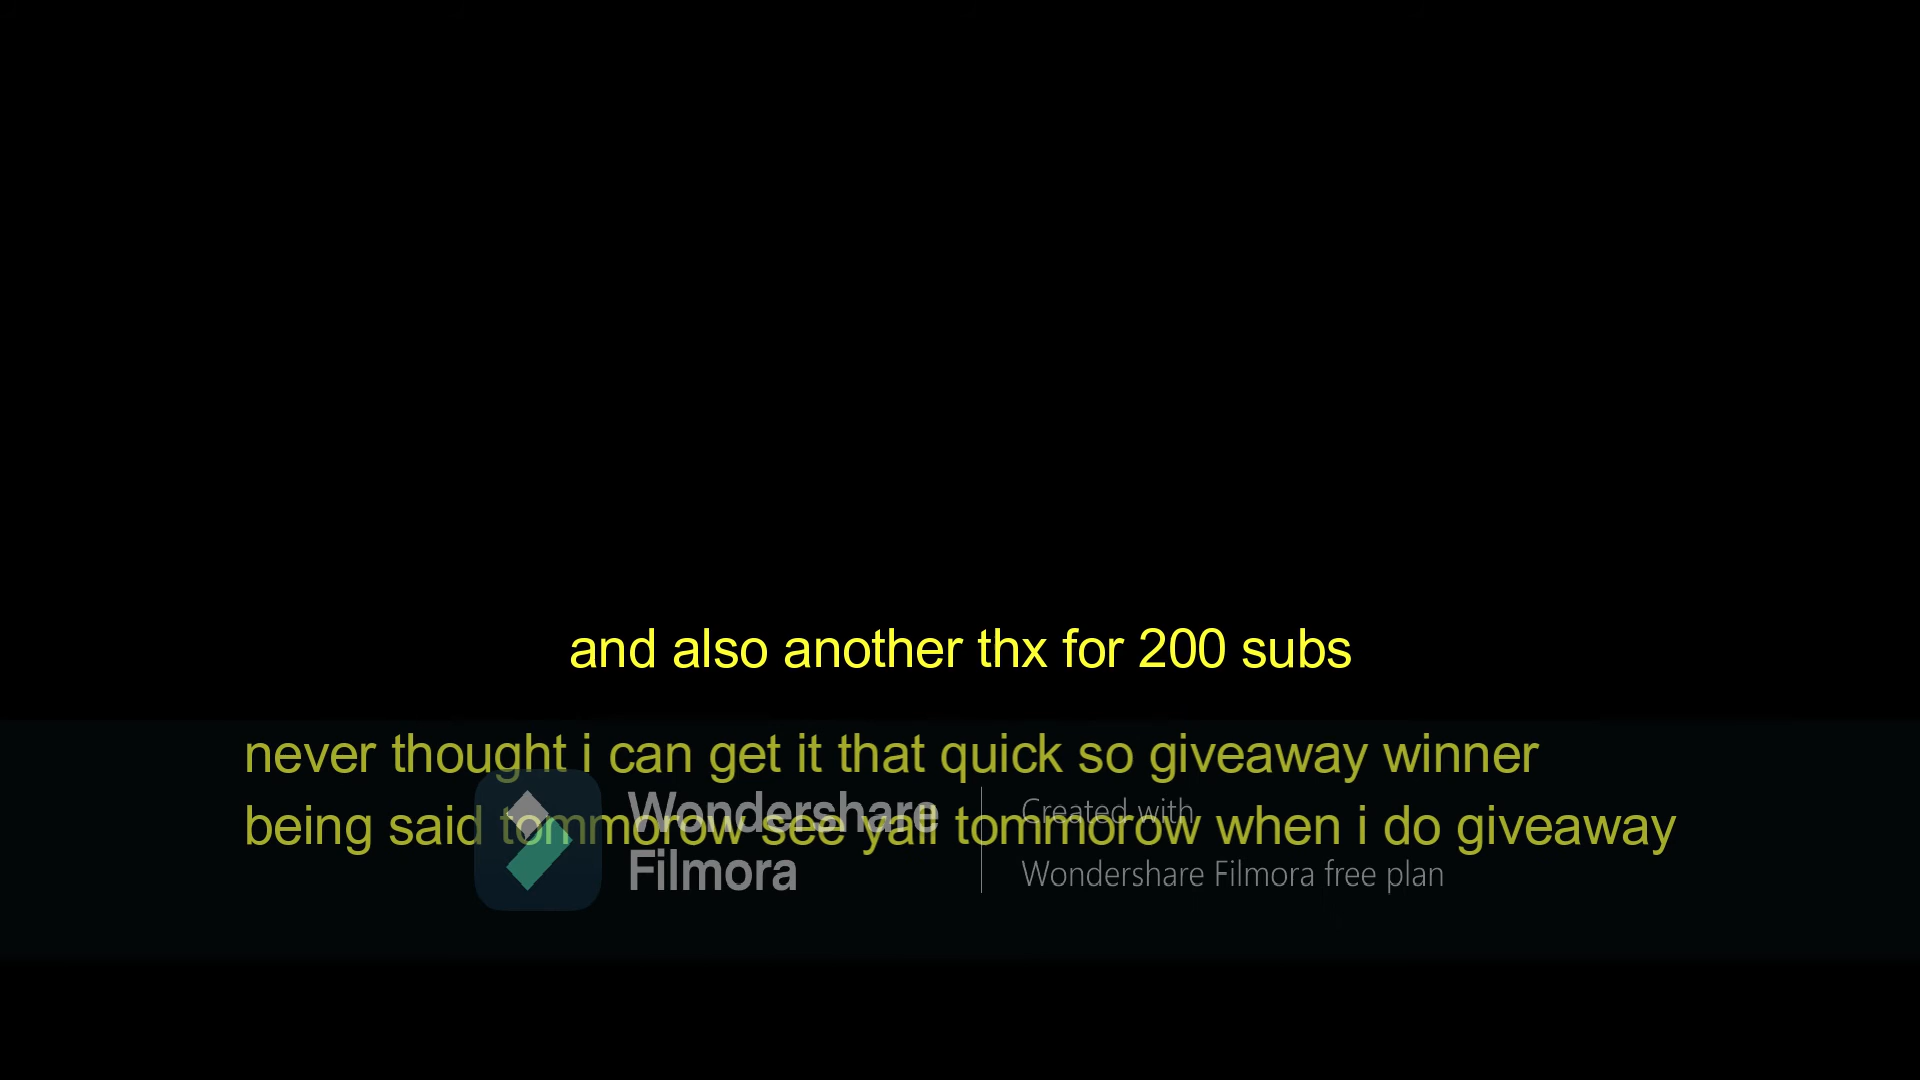 and also another thx for 200 subs
never thought i can get it that quick so giveaway winner
being said tommorow see yall tommorow when i do giveaway
Wondershare
Filmora
Created with
Wondershare Filmora free plan